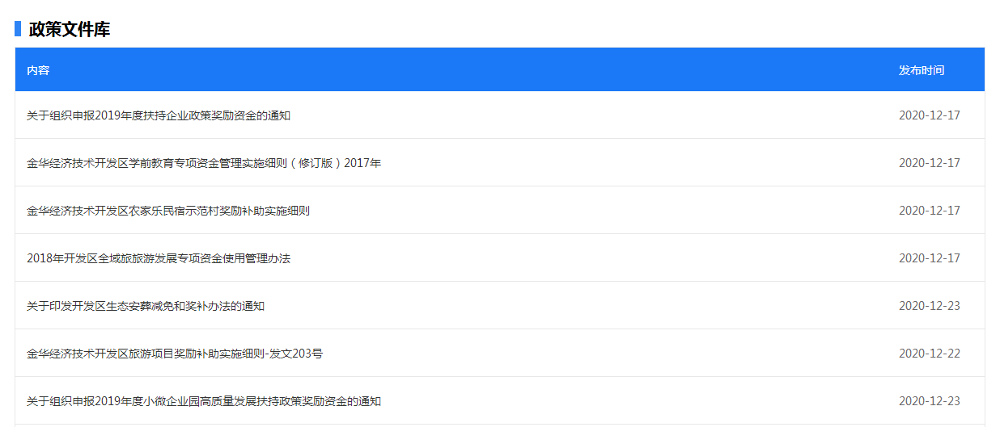 政策文件库
内容 发布时间
关于组织申报2019年度扶持企业政策奖励资金的通知 2020-12-17
金华经济技术开发区学前教育专项资金管理实施细则（修订版）2017年 2020-12-17
金华经济技术开发区农家乐民宿示范村奖励补助实施细则 2020-12-17
2018年开发区全域旅旅游发展专项资金使用管理办法 2020-12-17
关于印发开发区生态安葬减免和奖补办法的通知 2020-12-23
金华经济技术开发区旅游项目奖励补助实施细则-发文203号 2020-12-22
关于组织申报2019年度小微企业园高质量发展扶持政策奖励资金的通知 2020-12-23